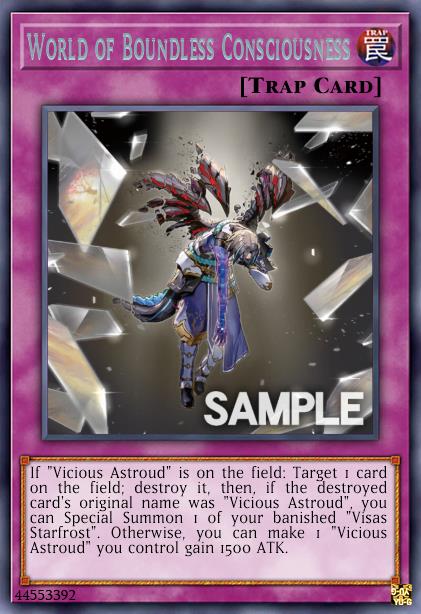 World of Boundless Consciousness
TRAP
罠
[Trap Card]
SAMPLE
If "Vicious Astroud" is on the field: Target 1 card
on the field; destroy it, then, if the destroyed
card's original name was "Vicious Astroud", you
can Special Summon 1 of your banished "Visas
Starfrost". Otherwise, you can make 1 "Vicious
Astroud" you control gain 1500 ATK.
44553392